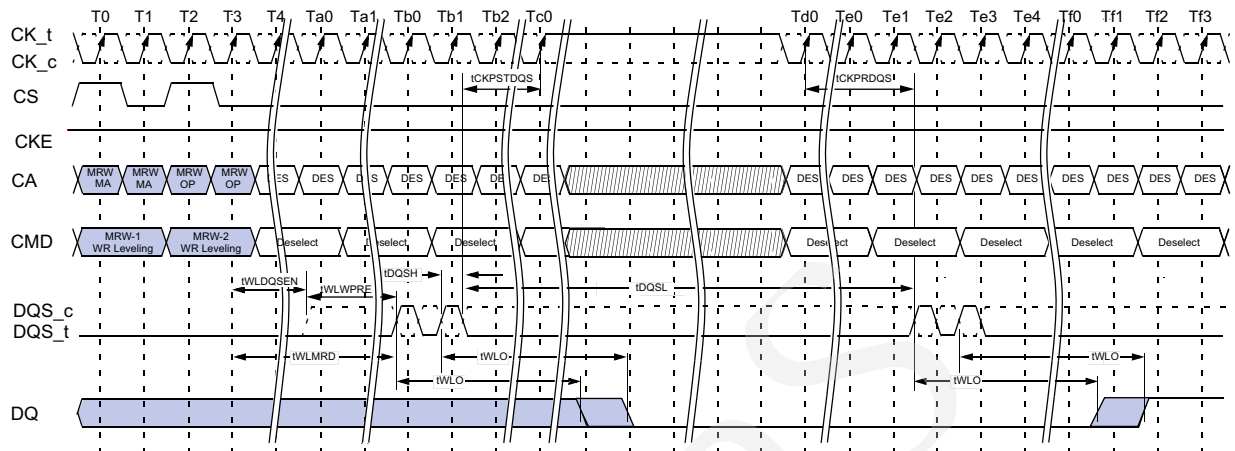 T0 T1 T2 T3 T4 Ta0 Ta1 Tb0 Tb1 Tb2 Tc0 Td0 Te0 Te1 Te2 Te3 Te4 Tf0 Tf1 Tf2 Tf3
CK_t
CK_c
tCKPSTDQS tCKPRDQS
CS
CKE
CA MRW MA MRW MA MRW OP MRW OP DES DES DES DES DES DES DES DES DES DES DES DES DES DES DES DES DES
CMD MRW-1 WR Leveling MRW-2 WR Leveling Deselect Deselect Deselect Deselect Deselect Deselect Deselect Deselect
tWLDQSEN tWLWPRE tDQSH tDQSL
DQS_c
DQS_t
tWLMRD tWLO tWLO
tWLO tWLO
DQ